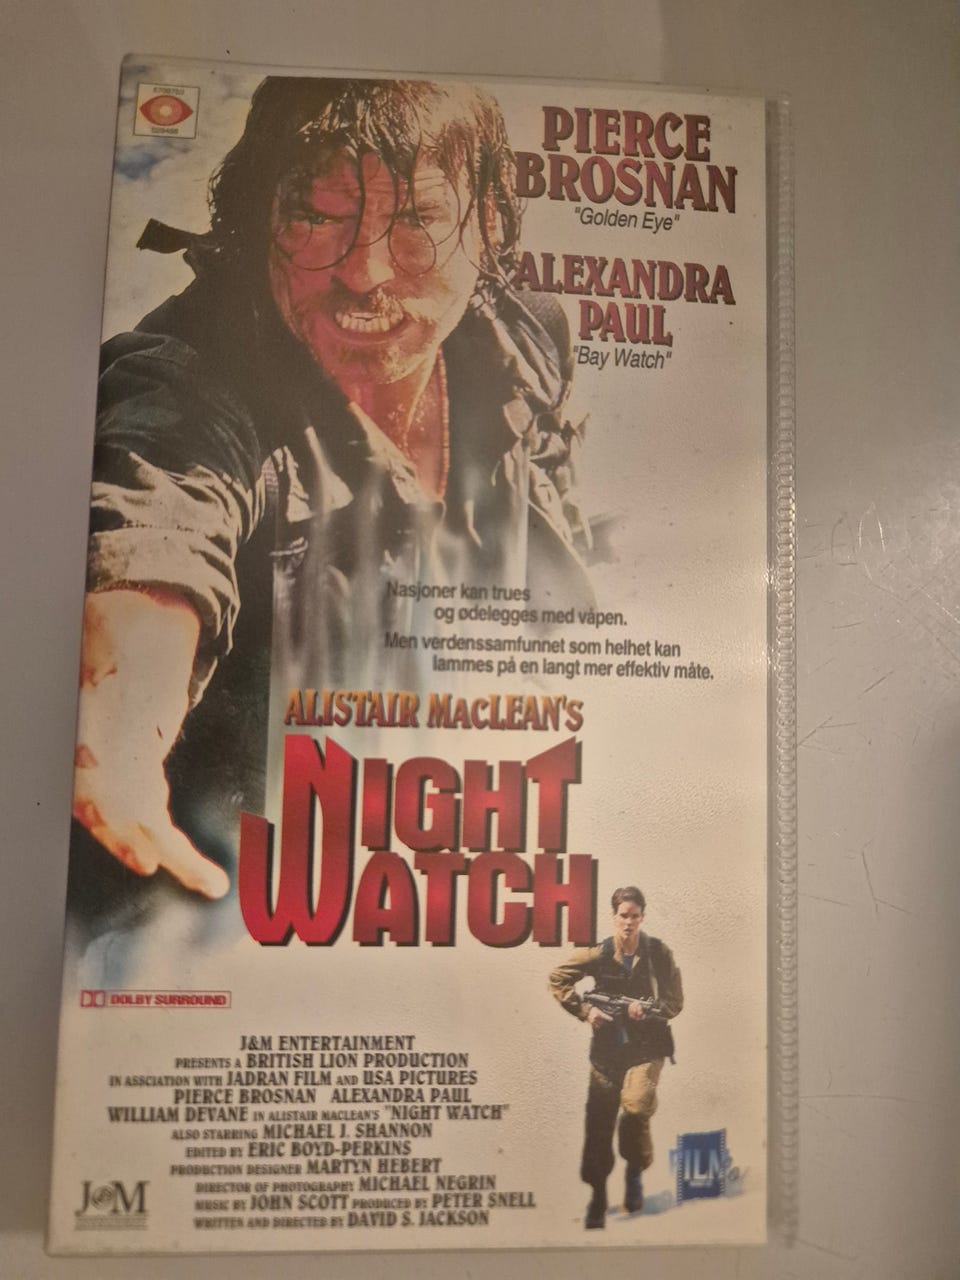 PIERCE
BROSNAN
"Golden Eye"
ALEXANDRA
PAUL
"Bay Watch"
Nasjoner kan trues
og ødelegges med våpen.
Men verdenssamfunnet som helhet kan
lammes på en langt mer effektiv måte.
ALISTAIR MACLEAN'S
NIGHT
WATCH
DOLBY SURROUND
J&M ENTERTAINMENT
PRESENTS A BRITISH LION PRODUCTION
IN ASSCIATION WITH JADRAN FILM AND USA PICTURES
PIERCE BROSNAN ALEXANDRA PAUL
WILLIAM DEVANE IN ALISTAIR MACLEAN'S "NIGHT WATCH"
ALSO STARRING MICHAEL J. SHANNON
EDITED BY ERIC BOYD-PERKINS
PRODUCTION DESIGNER MARTYN HEBERT
DIRECTOR OF PHOTOGRAPHY MICHAEL NEGRIN
MUSIC BY JOHN SCOTT PRODUCED BY PETER SNELL
WRITTEN AND DIRECTED BY DAVID S. JACKSON
J&M